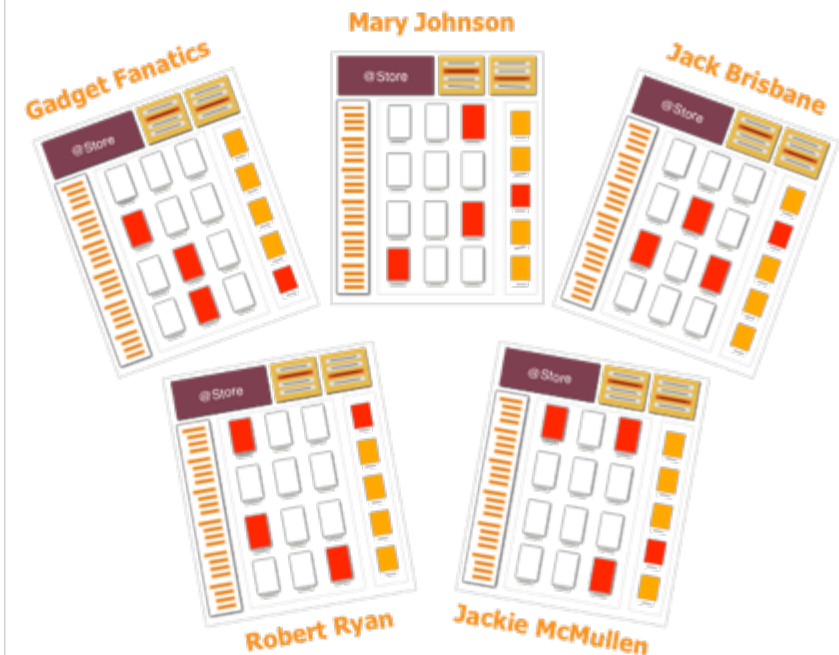 Mary Johnson
Gadget Fanatics
Jack Brisbane
@Store
@Store
@Store
@Store
@Store
Robert Ryan
Jackie McMullen